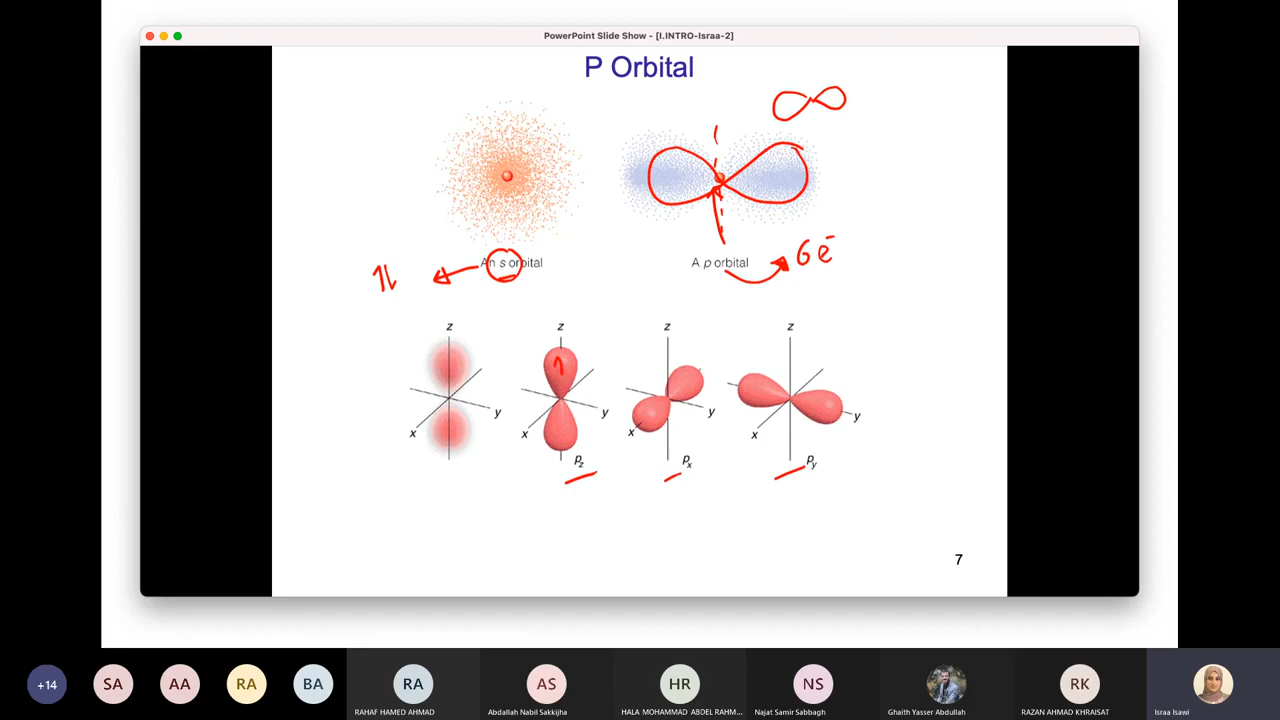 PowerPoint Slide Show - [I.INTRO-Israa-2]
P Orbital
An s orbital
A p orbital
6 e⁻
z
z
z
z
y
y
y
y
x
x
x
x
pz
px
py
7
+14
SA
AA
RA
BA
RA
AS
HR
NS
RK
RAHAF HAMED AHMAD
Abdallah Nabil Sakkijha
HALA MOHAMMAD ABDEL RAHM...
Najat Samir Sabbagh
Ghaith Yasser Abdullah
RAZAN AHMAD KHRAISAT
Israa Isawi